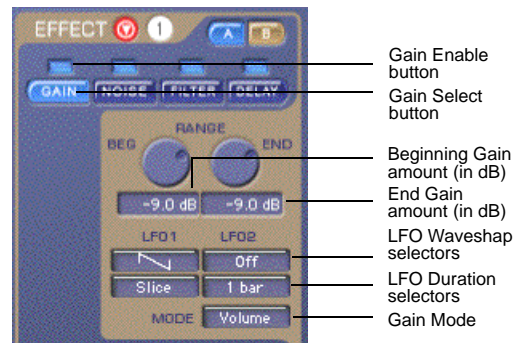 EFFECT 1 A B
GAIN NOISE FILTER DELAY
RANGE
BEG END
-9.0 dB -9.0 dB
LFO1 LFO2
Off
Slice 1 bar
MODE Volume
Gain Enable
button
Gain Select
button
Beginning Gain
amount (in dB)
End Gain
amount (in dB)
LFO Waveshap
selectors
LFO Duration
selectors
Gain Mode